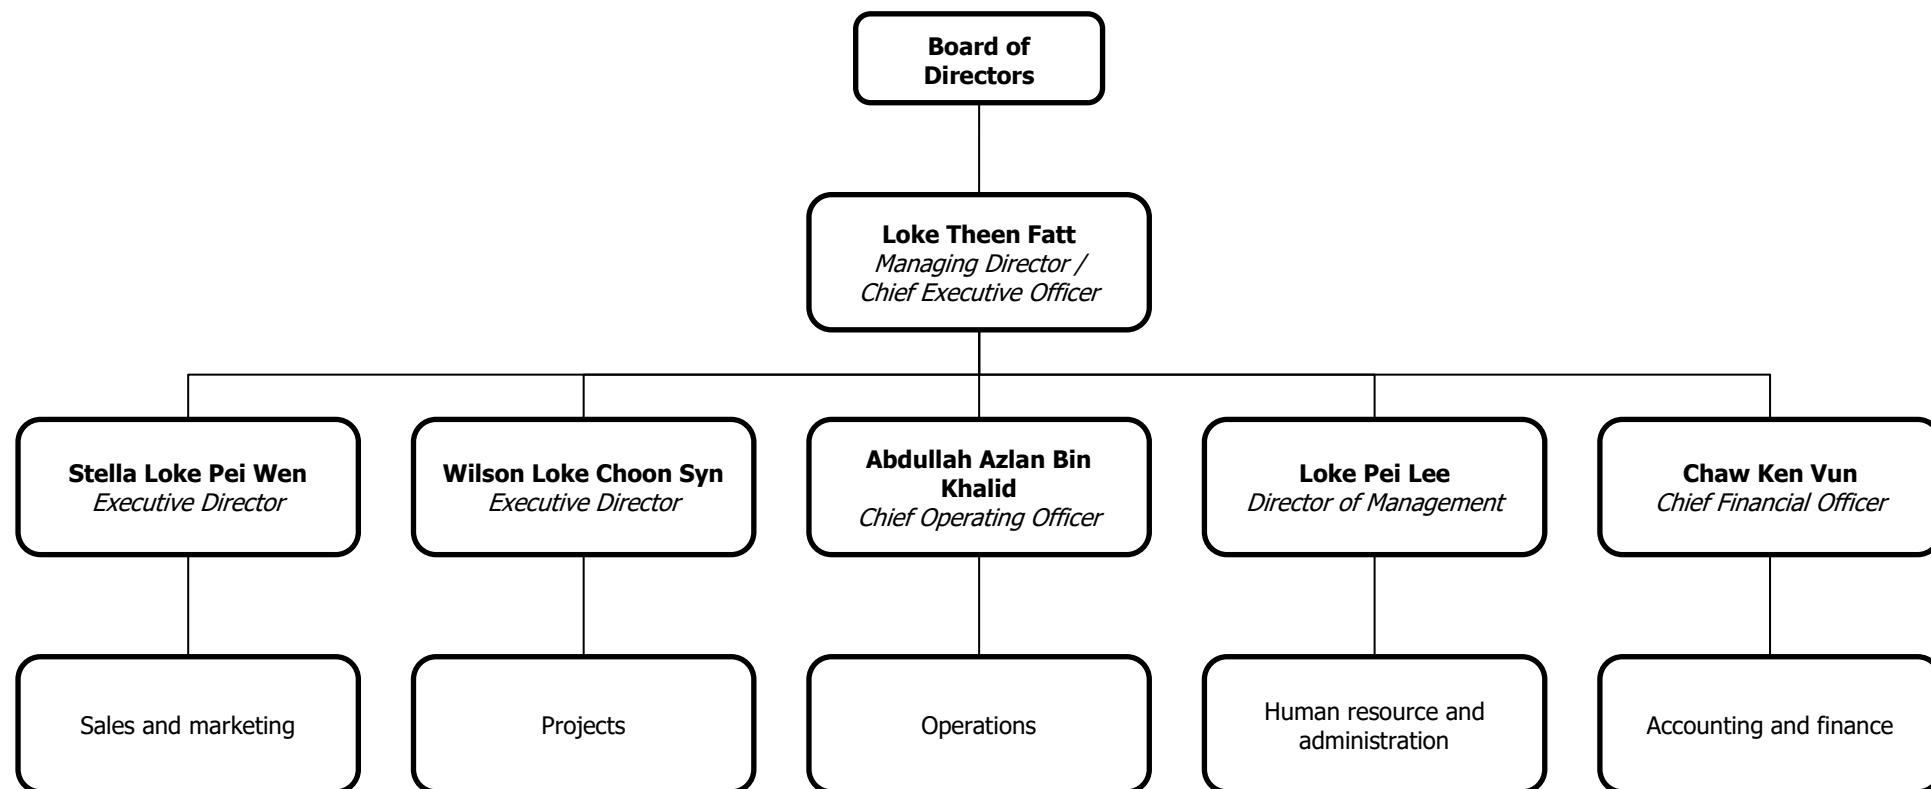 Board of
Directors
Loke Theen Fatt
Managing Director /
Chief Executive Officer
Stella Loke Pei Wen
Executive Director
Wilson Loke Choon Syn
Executive Director
Abdullah Azlan Bin
Khalid
Chief Operating Officer
Loke Pei Lee
Director of Management
Chaw Ken Vun
Chief Financial Officer
Sales and marketing
Projects
Operations
Human resource and
administration
Accounting and finance